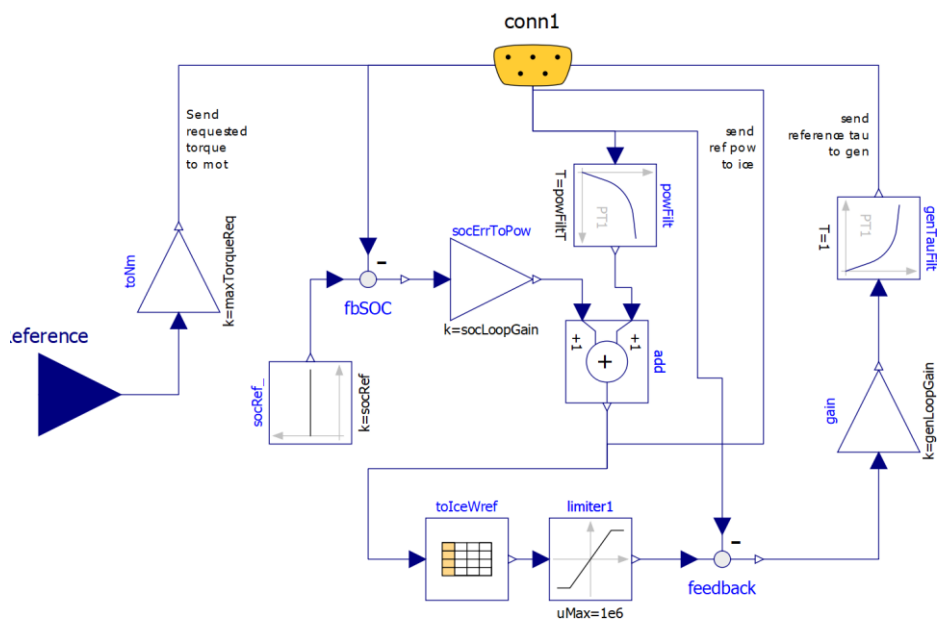 conn1
Send
requested
torque
to mot
send
ref pow
to ice
send
reference tau
to gen
toNm
k=maxTorqueReq
eference
socRef_
k=socRef
-
fbSOC
socErrToPow
k=socLoopGain
powFilt
PT1
T=powFiltT
+1
+1
+
add
genTauFilt
PT1
T=1
gain
k=genLoopGain
toIceWref
limiter1
uMax=1e6
-
feedback